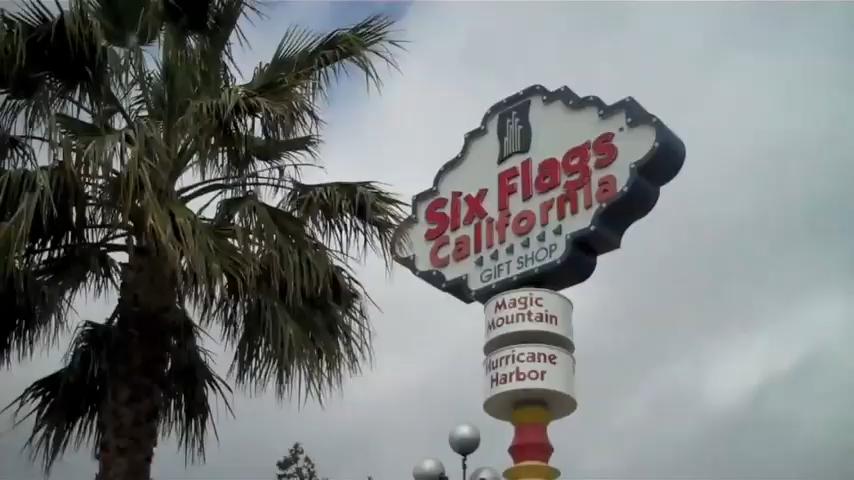 Six Flags
California
GIFT SHOP
Magic
Mountain
Hurricane
Harbor